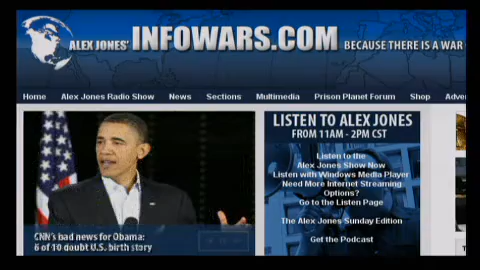 ALEX JONES' INFOWARS.COM BECAUSE THERE IS A WAR
Home Alex Jones Radio Show News Sections Multimedia Prison Planet Forum Shop
LISTEN TO ALEX JONES
FROM 11AM - 2PM CST
Listen to the
Alex Jones Show Now
Listen with Windows Media Player
Need More Internet Streaming
Options?
Go to the Listen Page
The Alex Jones Sunday Edition
Get the Podcast
CNN's bad news for Obama:
6 of 10 doubt U.S. birth story